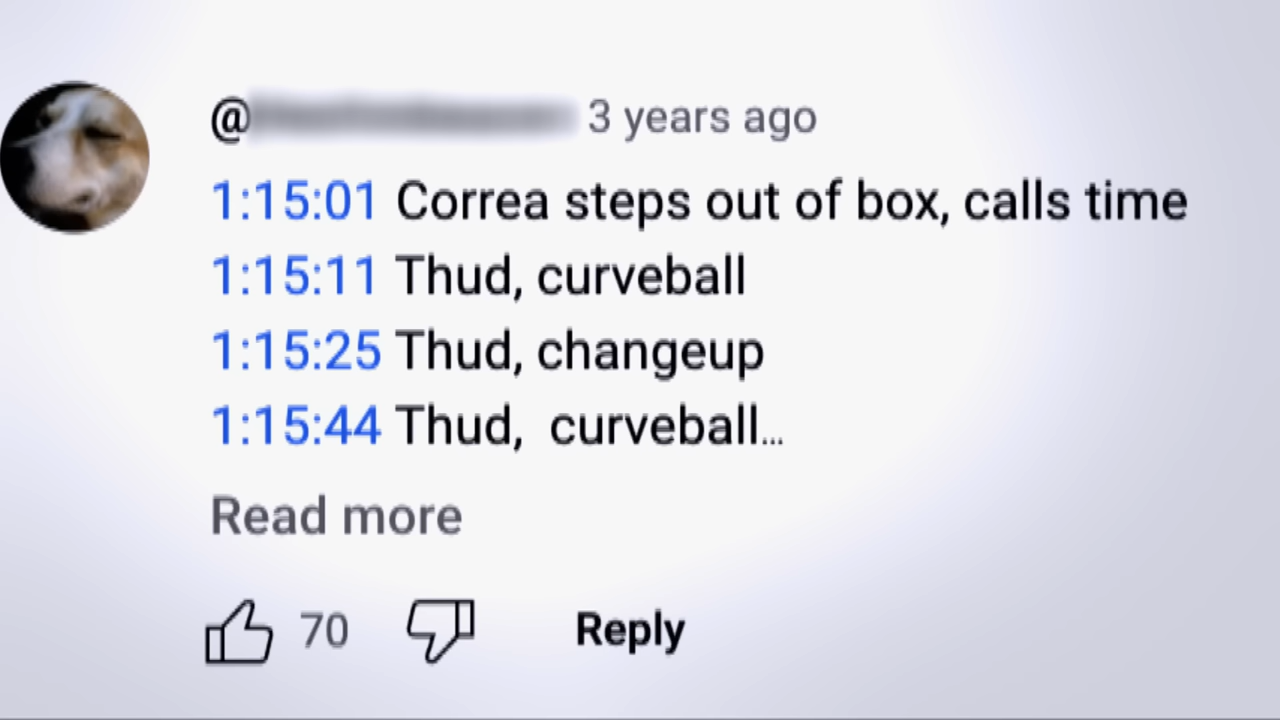 @ 3 years ago
1:15:01 Correa steps out of box, calls time
1:15:11 Thud, curveball
1:15:25 Thud, changeup
1:15:44 Thud,  curveball...
Read more
70 Reply